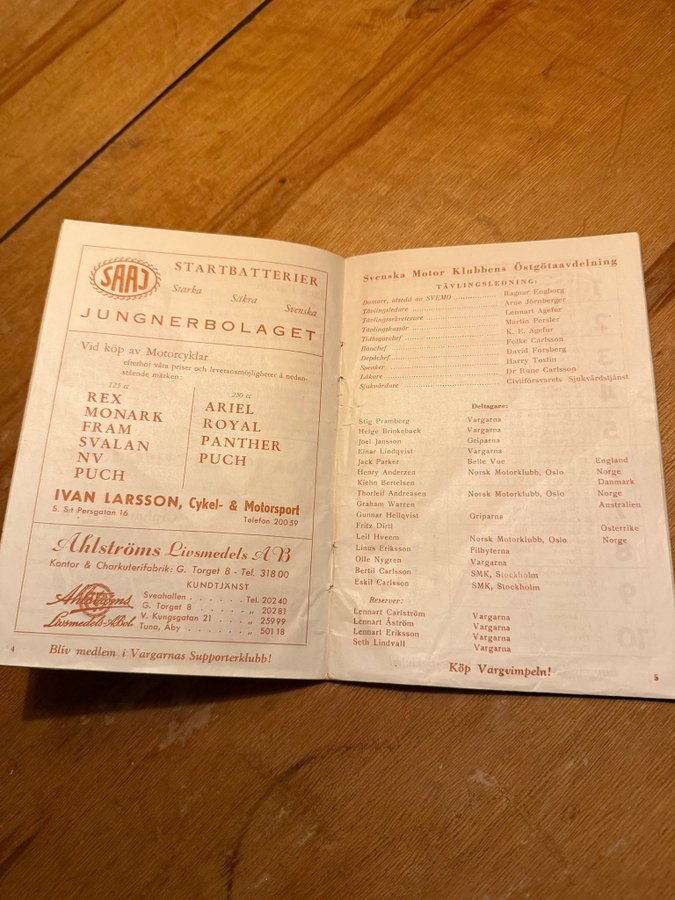 SAAJ
STARTBATTERIER
Starka Säkra Svenska
JUNGNERBOLAGET
Vid köp av Motorcyklar
efterhör våra priser och leveransmöjligheter å nedan-
stående märken:
125 cc
REX
MONARK
FRAM
SVALAN
NV
PUCH
250 cc
ARIEL
ROYAL
PANTHER
PUCH
IVAN LARSSON, Cykel- & Motorsport
S. S:t Persgatan 16 Telefon 200 59
Ahlströms Livsmedels AB
Kontor & Charkuterifabrik: G. Torget 8 - Tel. 318 00
KUNDTJÄNST
Ahlströms
Livsmedels-A.Bol.
Sveahallen . . . . . . Tel. 202 40
G. Torget 8 . . . . . „ 202 81
V. Kungsgatan 21 . . . . „ 259 99
Tuna, Åby . . . . . . „ 501 18
4 Bliv medlem i Vargarnas Supporterklubb!
Svenska Motor Klubbens Östgötaavdelning
TÄVLINGSLEDNING:
Domare, utsedd av SVEMO ............ Ragnar Engborg
Tävlingsledare ............ Arne Jörnberger
Tävlingssekreterare ............ Lennart Agefur
Tävlingskassör ............ Martin Persler
Tidtagarchef ............ K. E. Agefur
Banchef ............ Folke Carlsson
Depåchef ............ David Forsberg
Speaker ............ Harry Tostin
Läkare ............ Dr Rune Carlsson
Sjukvårdare ............ Civilförsvarets Sjukvårdstjänst
Deltagare:
Stig Pramberg Vargarna
Helge Brinkeback Vargarna
Joel Jansson Griparna
Einar Lindqvist Vargarna
Jack Parker Belle Vue England
Henry Anderzen Norsk Motorklubb, Oslo Norge
Kiehn Bertelsen Danmark
Thorleif Andreasen Norsk Motorklubb, Oslo Norge
Graham Warren Australien
Gunnar Hellqvist Griparna
Fritz Dirtl Österrike
Leif Hveem Norsk Motorklubb, Oslo Norge
Linus Eriksson Filbyterna
Olle Nygren Vargarna
Bertil Carlsson SMK, Stockholm
Eskil Carlsson SMK, Stockholm
Reserver:
Lennart Carlström Vargarna
Lennart Åström Vargarna
Lennart Eriksson Vargarna
Seth Lindvall Vargarna
Köp Vargvimpeln! 5